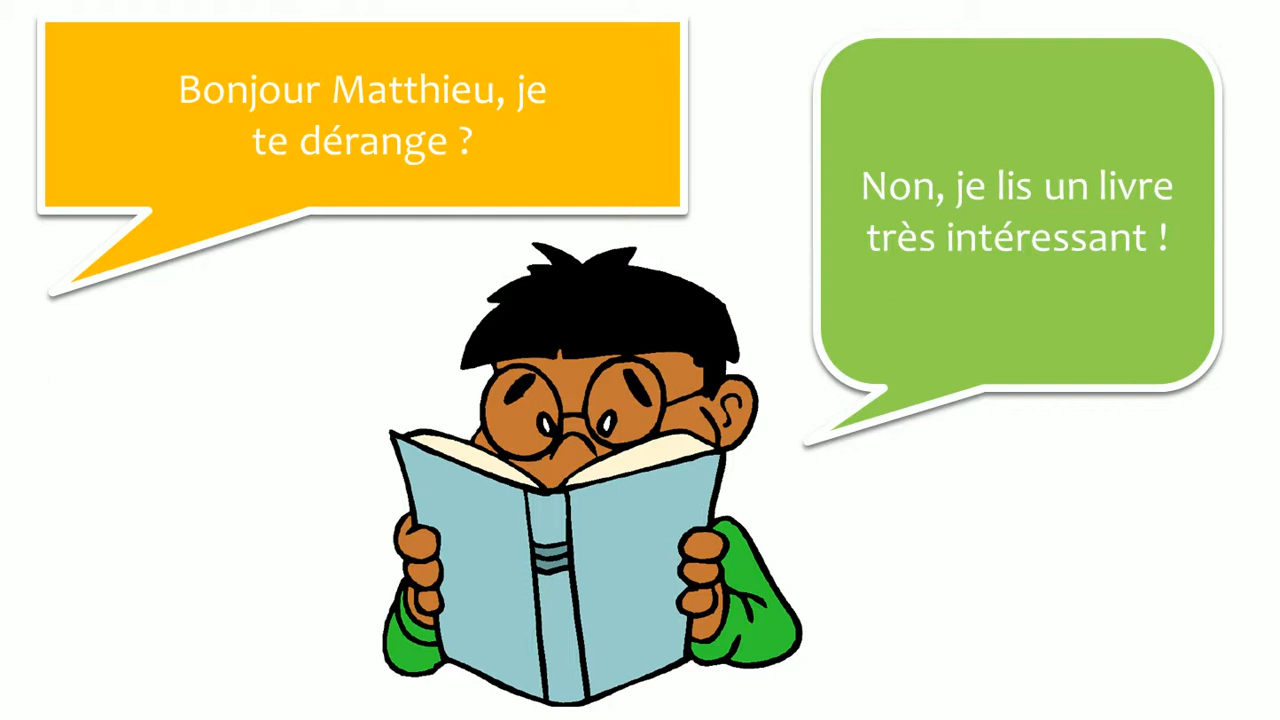 Bonjour Matthieu, je
te dérange ?
Non, je lis un livre
très intéressant !